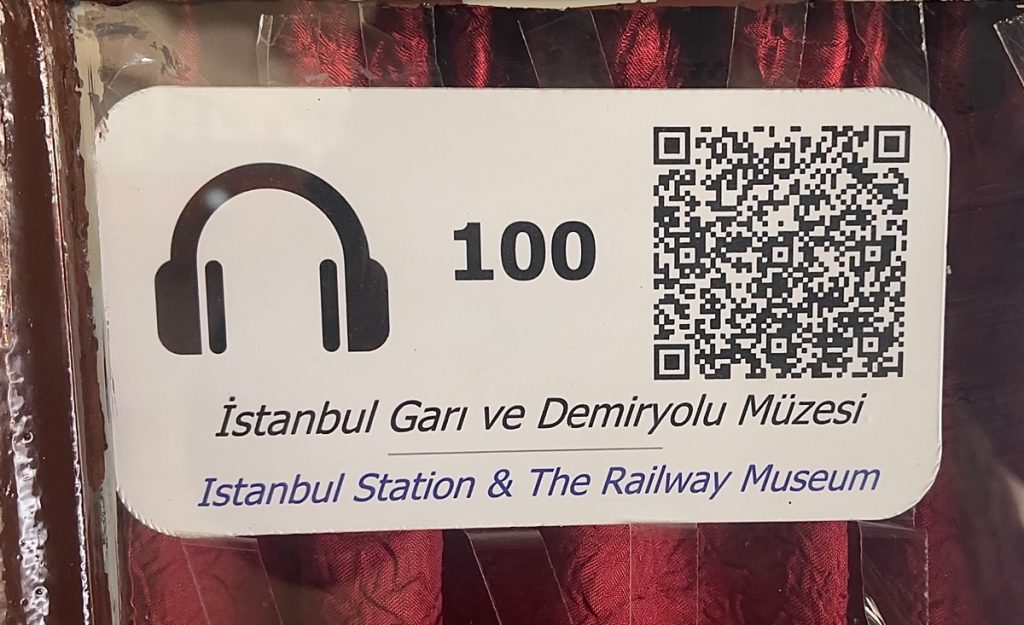 100
İstanbul Garı ve Demiryolu Müzesi
Istanbul Station & The Railway Museum